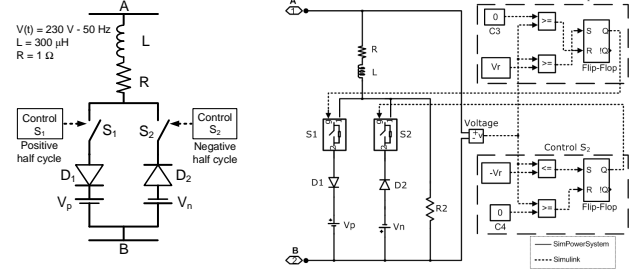 A
V(t) = 230 V - 50 Hz
L = 300 µH
R = 1 Ω
L
R
Control
S1
Positive
half cycle
S1
S2
Control
S2
Negative
half cycle
D1
D2
Vp
Vn
B
A
1
R
L
S1
S2
D1
D2
Vp
Vn
R2
B
2
Voltage
+
-
v
0
C3
>=
Vr
>=
S
Q
R
!Q
Flip-Flop
Control S2
-Vr
<=
0
C4
>=
S
Q
R
!Q
Flip-Flop
SimPowerSystem
Simulink